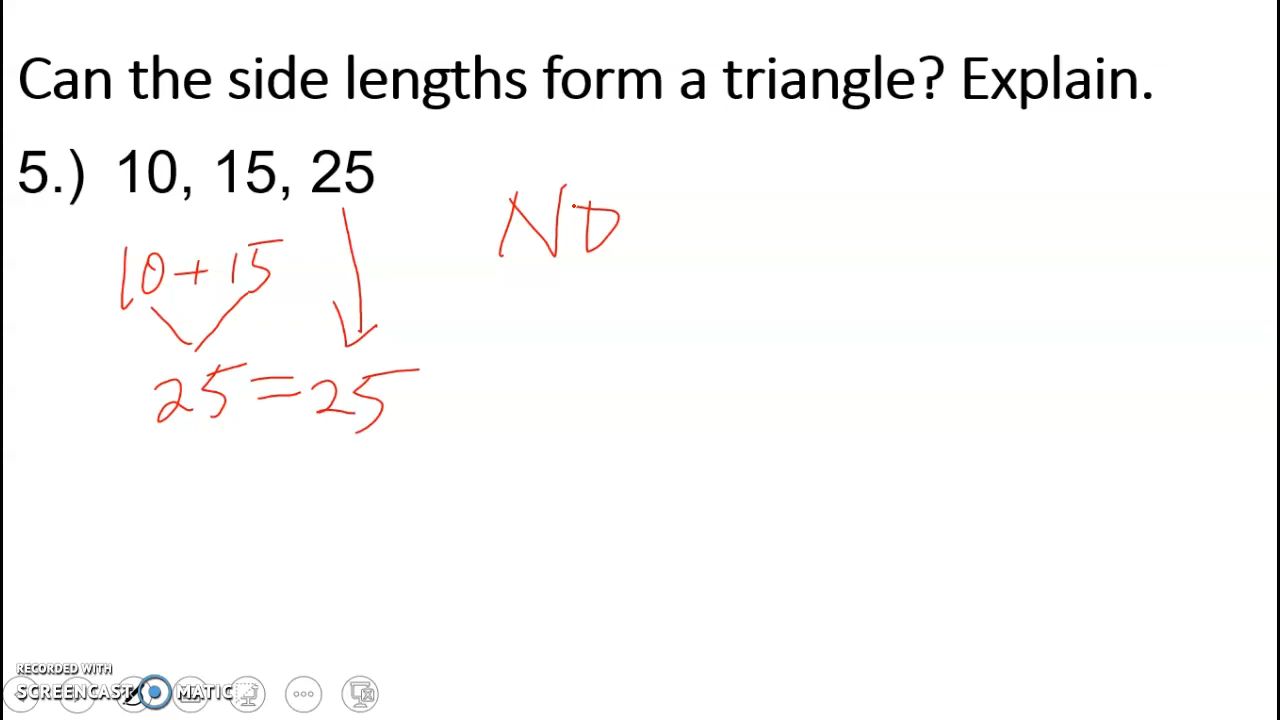 Can the side lengths form a triangle? Explain.
5.) 10, 15, 25
NO
10+15
25=25
RECORDED WITH
SCREENCAST MATIC